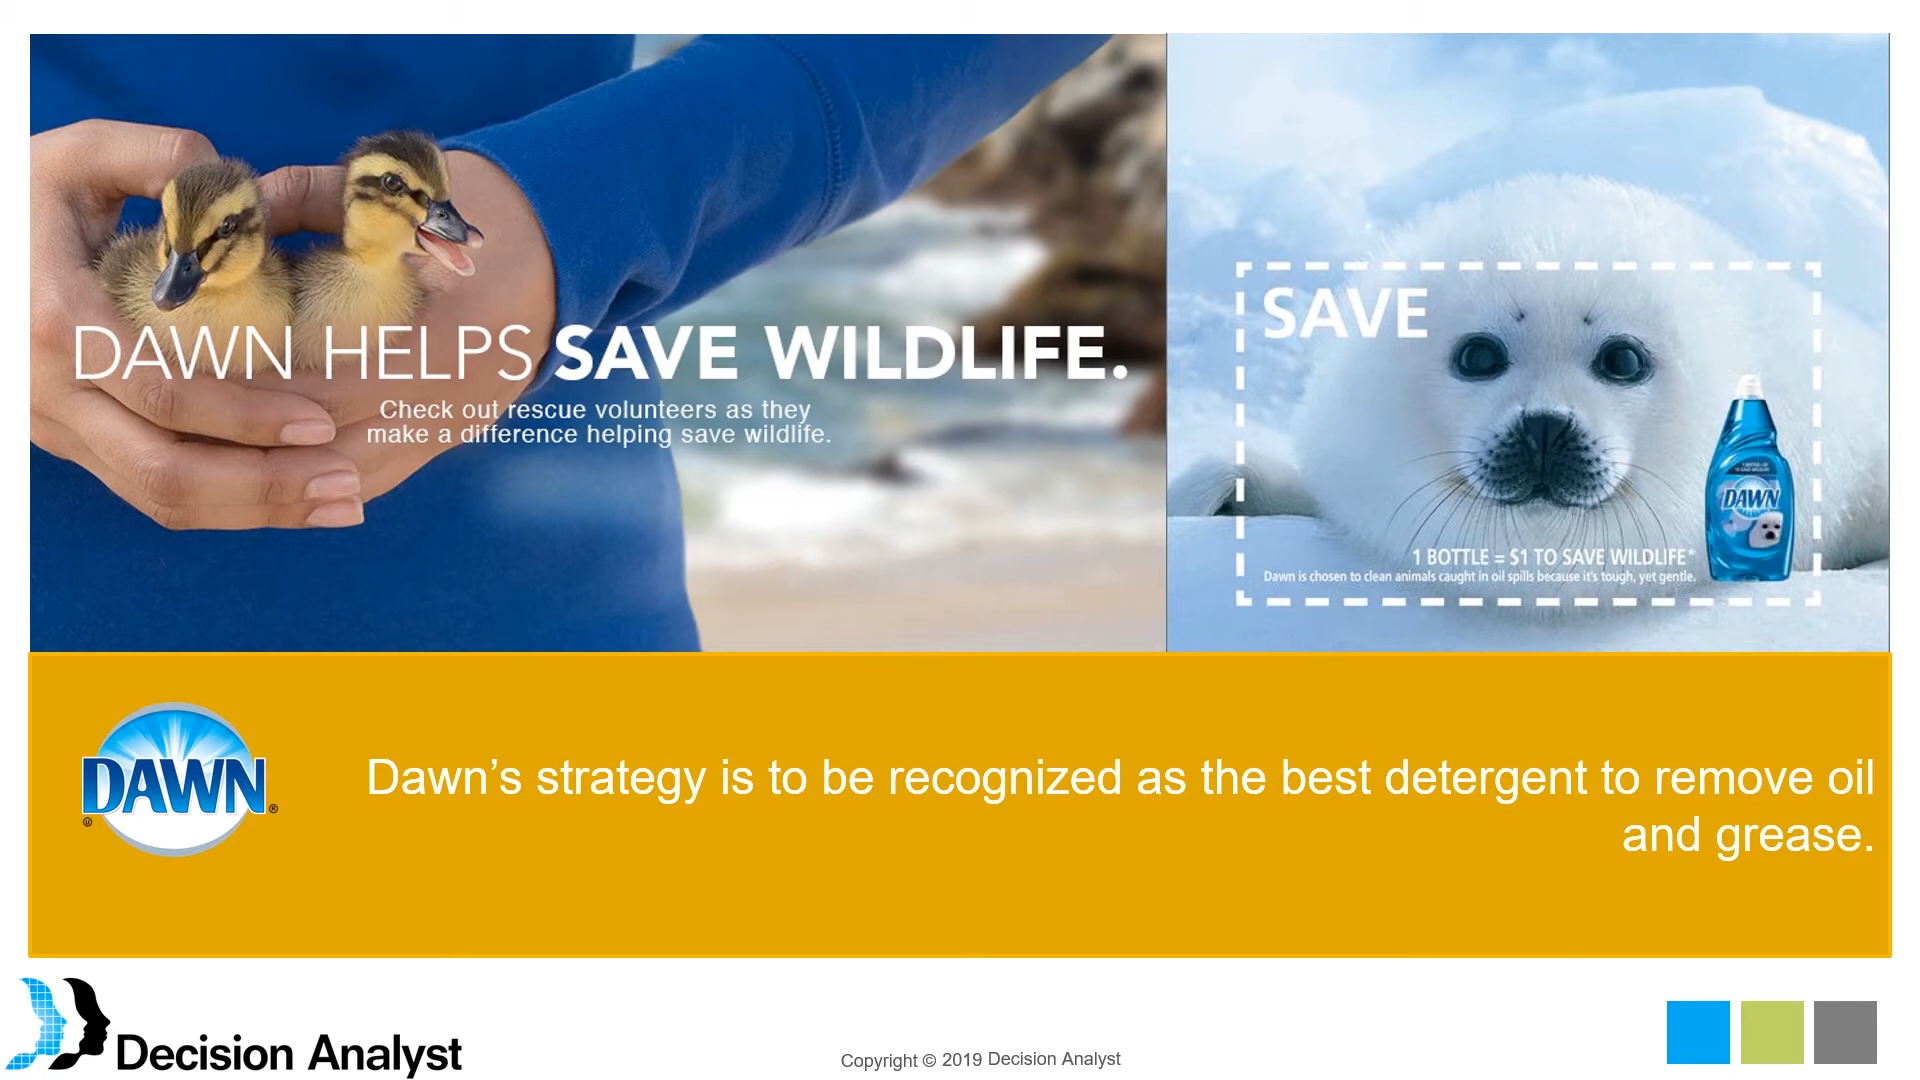 DAWN HELPS SAVE WILDLIFE.
Check out rescue volunteers as they
make a difference helping save wildlife.
SAVE
DAWN
1 BOTTLE = $1 TO SAVE WILDLIFE*
Dawn is chosen to clean animals caught in oil spills because it's tough, yet gentle.
DAWN®
Dawn’s strategy is to be recognized as the best detergent to remove oil
and grease.
Decision Analyst
Copyright © 2019 Decision Analyst